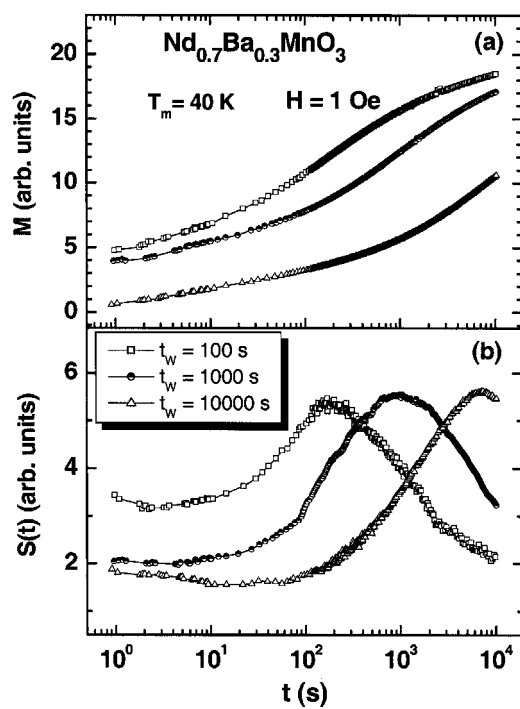 Nd0.7Ba0.3MnO3
(a)
Tm = 40 K H = 1 Oe
M (arb. units)
20
15
10
5
0
(b)
tW = 100 s
tW = 1000 s
tW = 10000 s
S(t) (arb. units)
6
4
2
10^0 10^1 10^2 10^3 10^4
t (s)